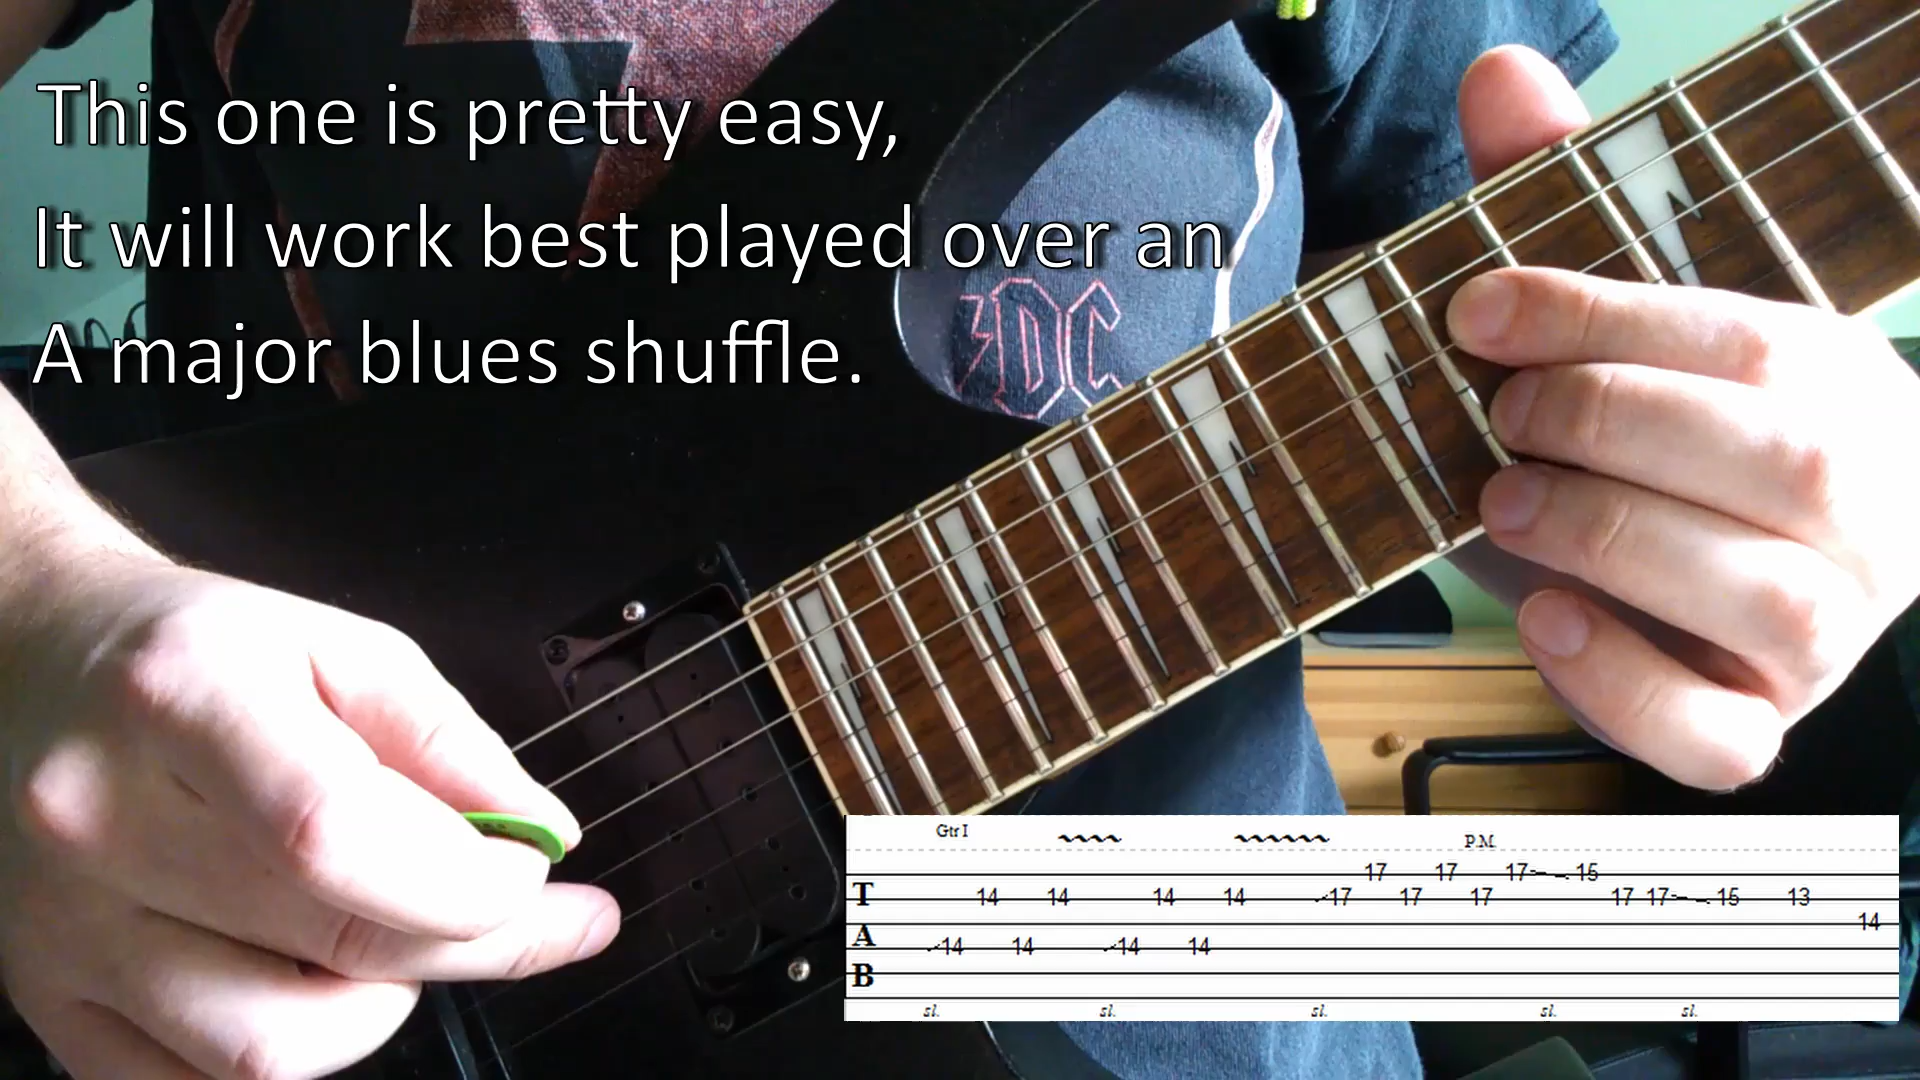 This one is pretty easy,
It will work best played over an
A major blues shuffle.
DC
Gtr I
P.M.
17 17 17 15
T 14 14 14 14 17 17 17 17 17 15 13
A 14
14 14 14 14
B
sl. sl. sl. sl. sl.